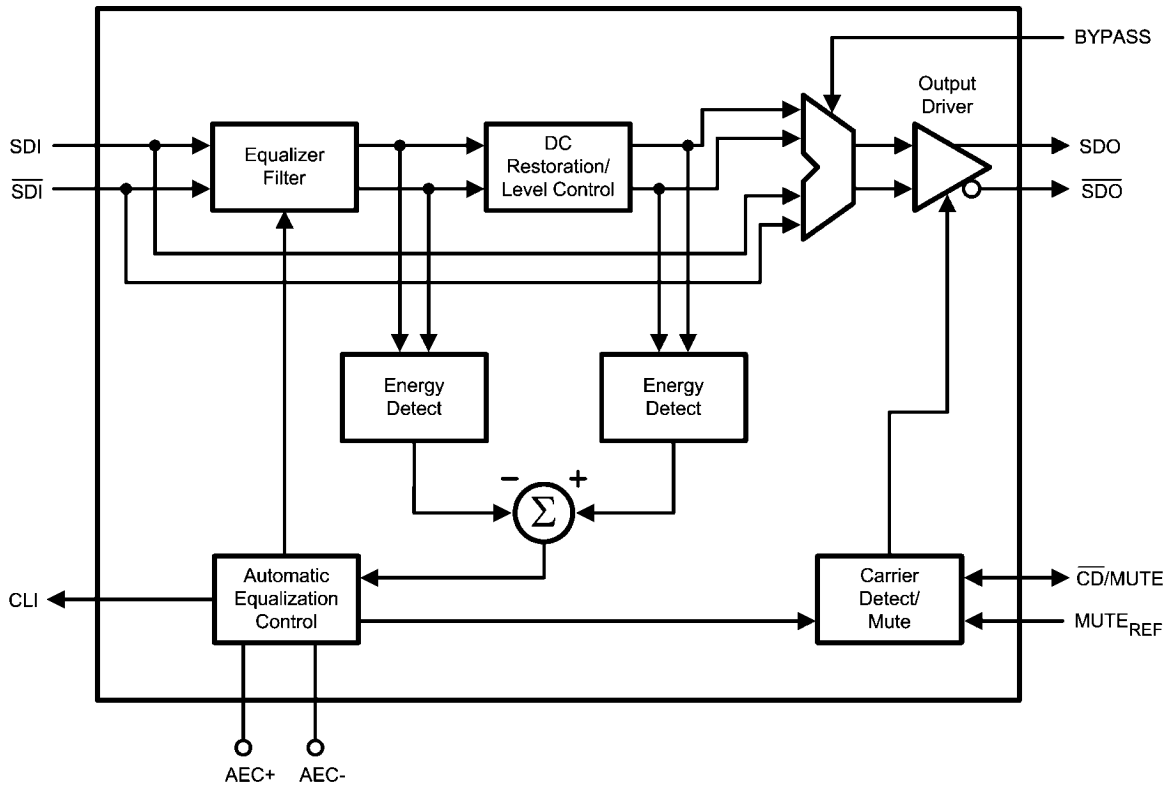 BYPASS
Output
Driver
SDI
SDI
Equalizer
Filter
DC
Restoration/
Level Control
SDO
SDO
Energy
Detect
Energy
Detect
−
+
Σ
CLI
Automatic
Equalization
Control
Carrier
Detect/
Mute
CD/MUTE
MUTEREF
AEC+
AEC-